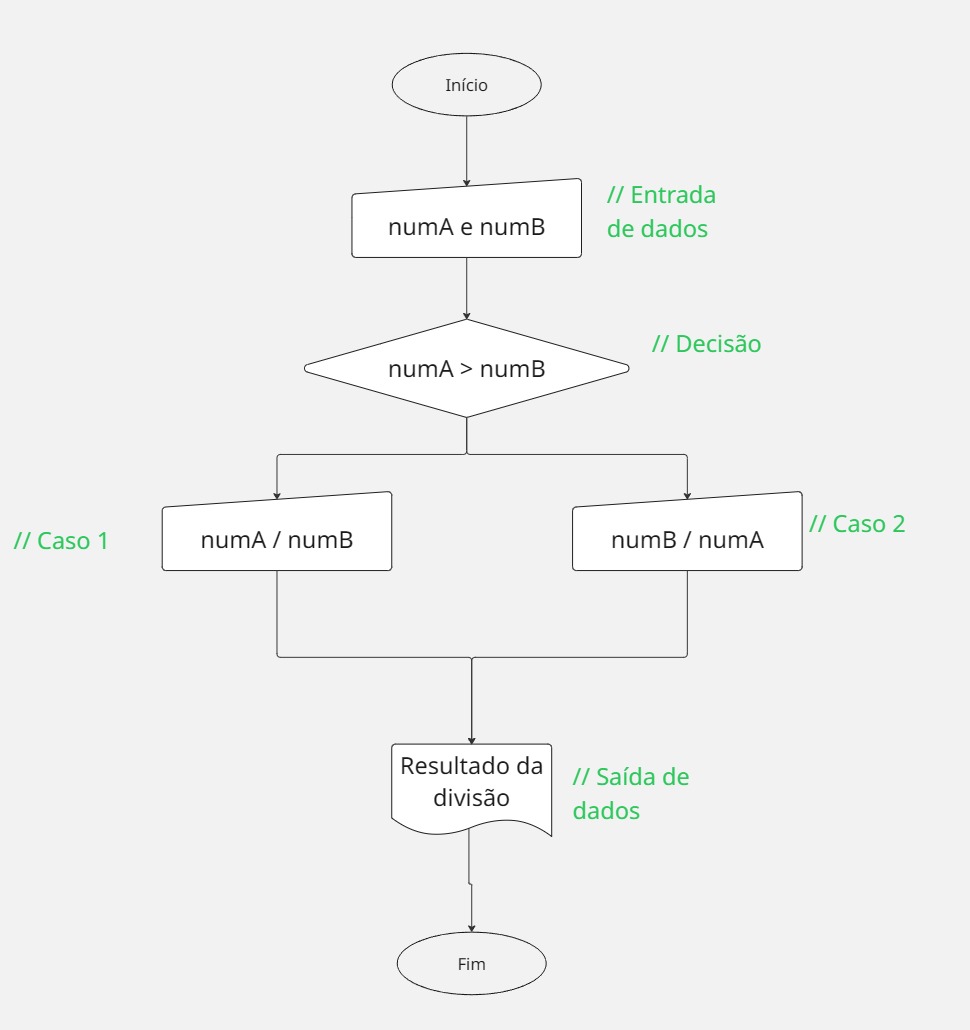 Início
numA e numB
// Entrada
de dados
numA > numB
// Decisão
// Caso 1
numA / numB
numB / numA
// Caso 2
Resultado da
divisão
// Saída de
dados
Fim